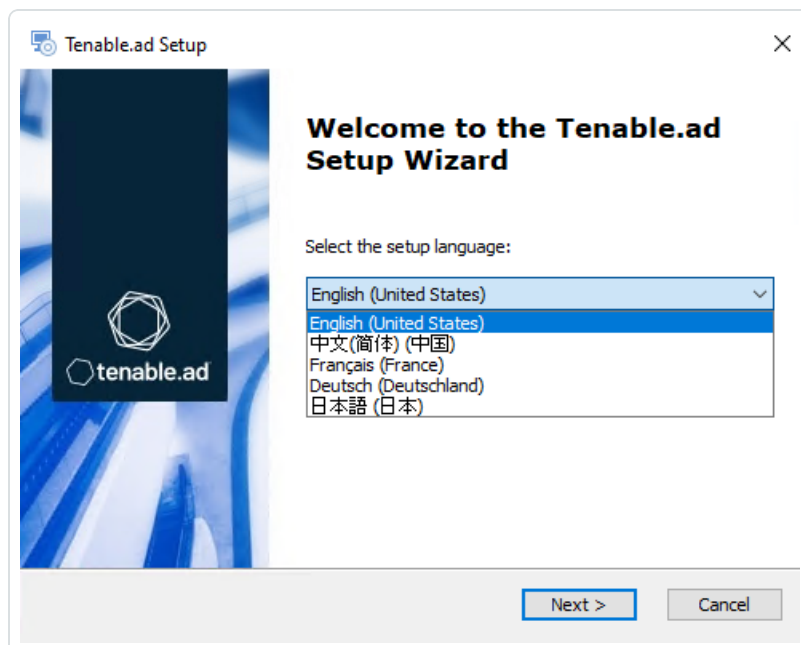 Tenable.ad Setup
Welcome to the Tenable.ad
Setup Wizard
Select the setup language:
English (United States)
English (United States)
中文(简体) (中国)
Français (France)
Deutsch (Deutschland)
日本語 (日本)
tenable.ad
Next >
Cancel